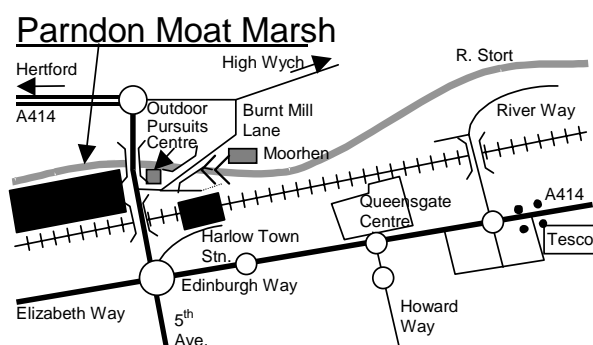 Parndon Moat Marsh
Hertford
High Wych
R. Stort
A414
Outdoor
Pursuits
Centre
Burnt Mill
Lane
River Way
Moorhen
Queensgate
Centre
A414
Harlow Town
Stn.
Tesco
Edinburgh Way
Elizabeth Way
5th
Ave.
Howard
Way